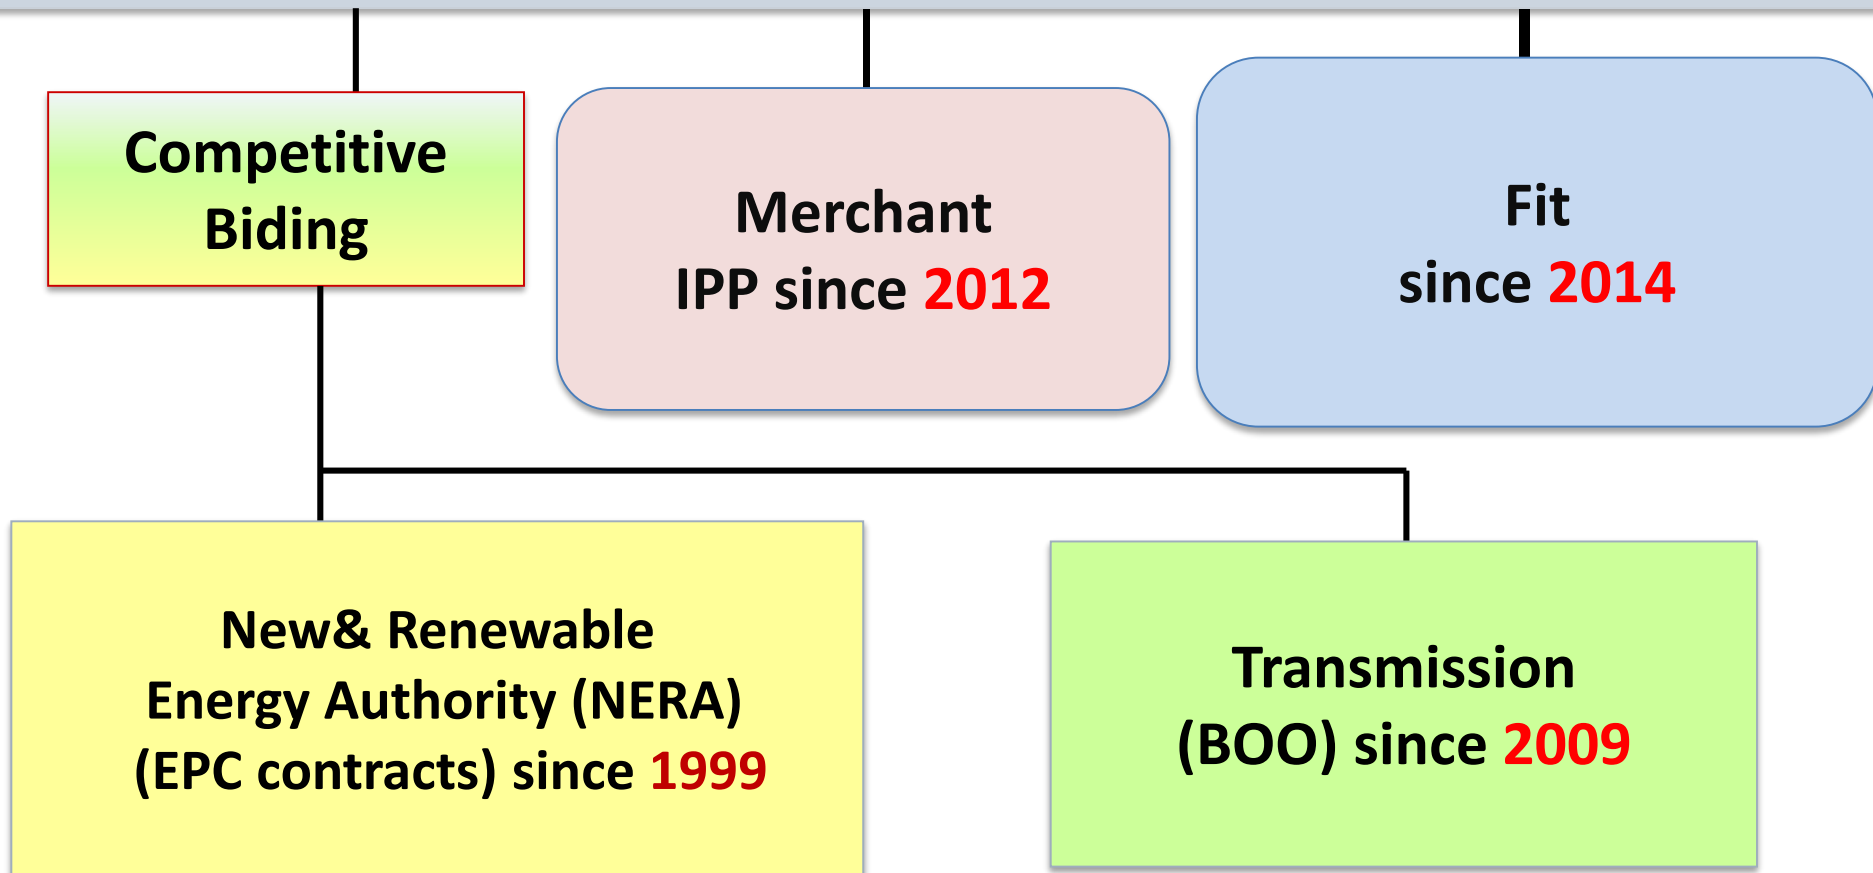 Competitive
Biding
Merchant
IPP since 2012
Fit
since 2014
New& Renewable
Energy Authority (NERA)
(EPC contracts) since 1999
Transmission
(BOO) since 2009